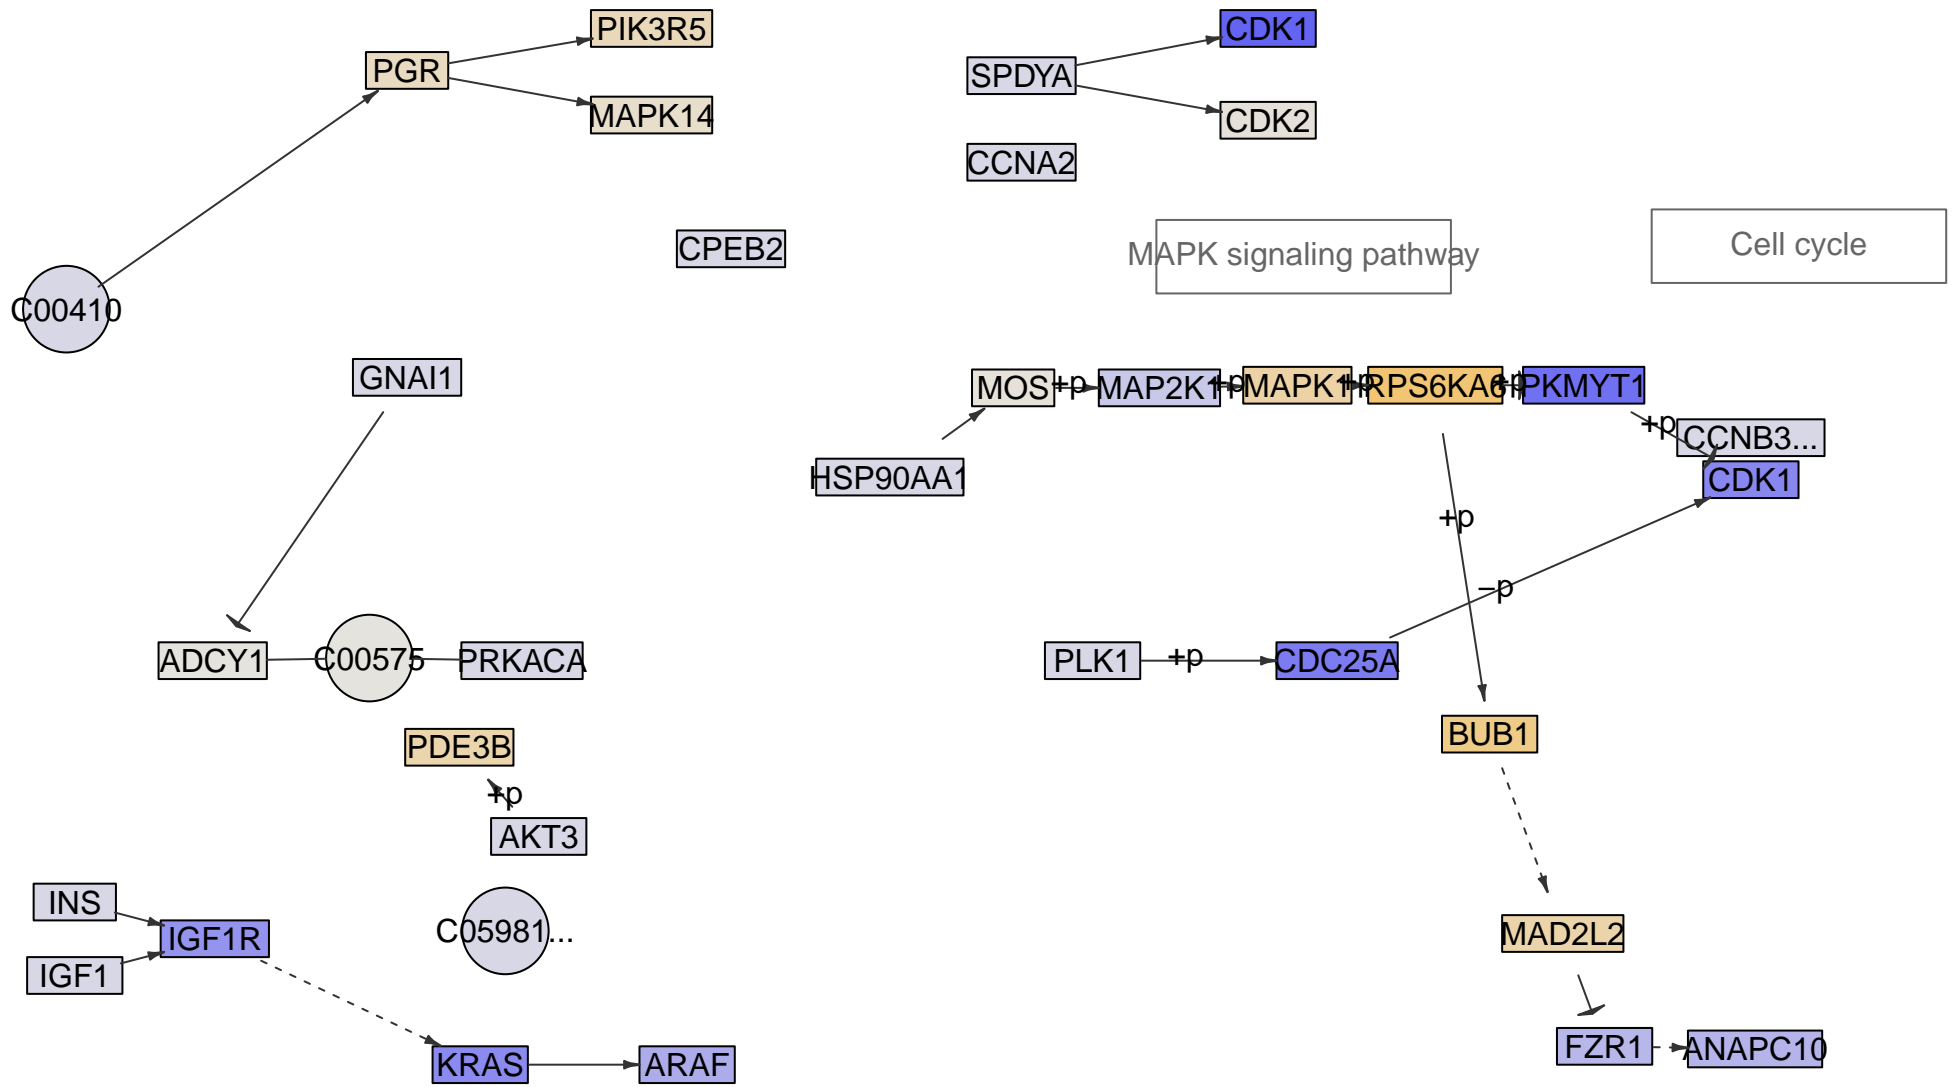 PIK3R5
CDK1
PGR
SPDYA
MAPK14
CDK2
CCNA2
CPEB2
MAPK signaling pathway
Cell cycle
C00410
GNAI1
MOS
+p
MAP2K1
+p
MAPK1
+p
RPS6KA6
+p
PKMYT1
+p
CCNB3...
HSP90AA1
CDK1
+p
–p
ADCY1
C00575
PRKACA
PLK1
+p
CDC25A
PDE3B
BUB1
+p
AKT3
INS
IGF1R
C05981...
MAD2L2
IGF1
KRAS
ARAF
FZR1
ANAPC10